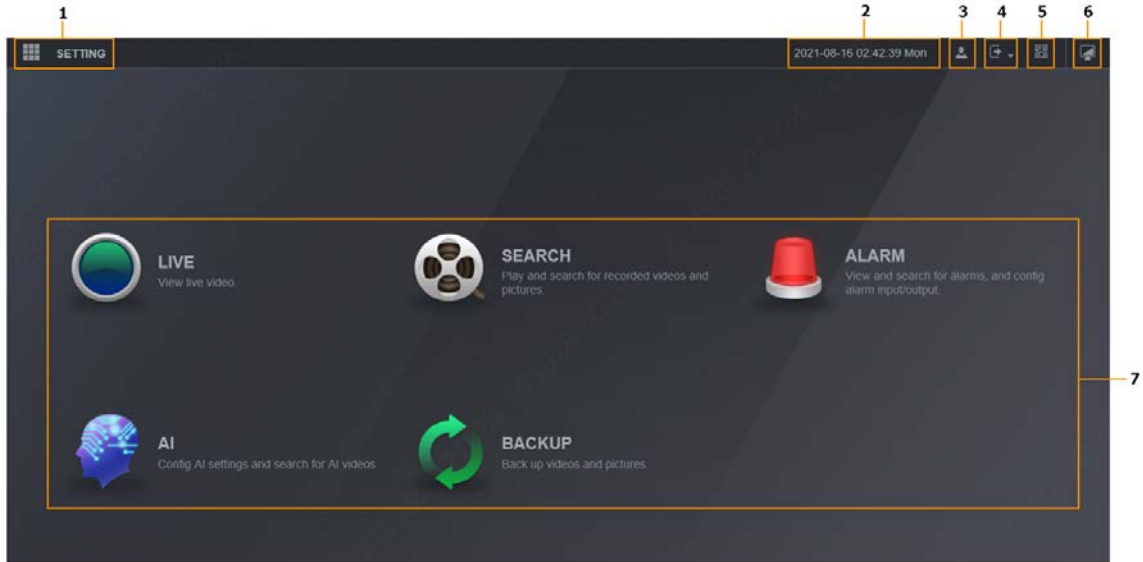 1
2
3
4
5
6
SETTING
2021-08-16 02:42:39 Mon
LIVE
View live video.
SEARCH
Play and search for recorded videos and
pictures.
ALARM
View and search for alarms, and config
alarm input/output.
7
AI
Config AI settings and search for AI videos.
BACKUP
Back up videos and pictures